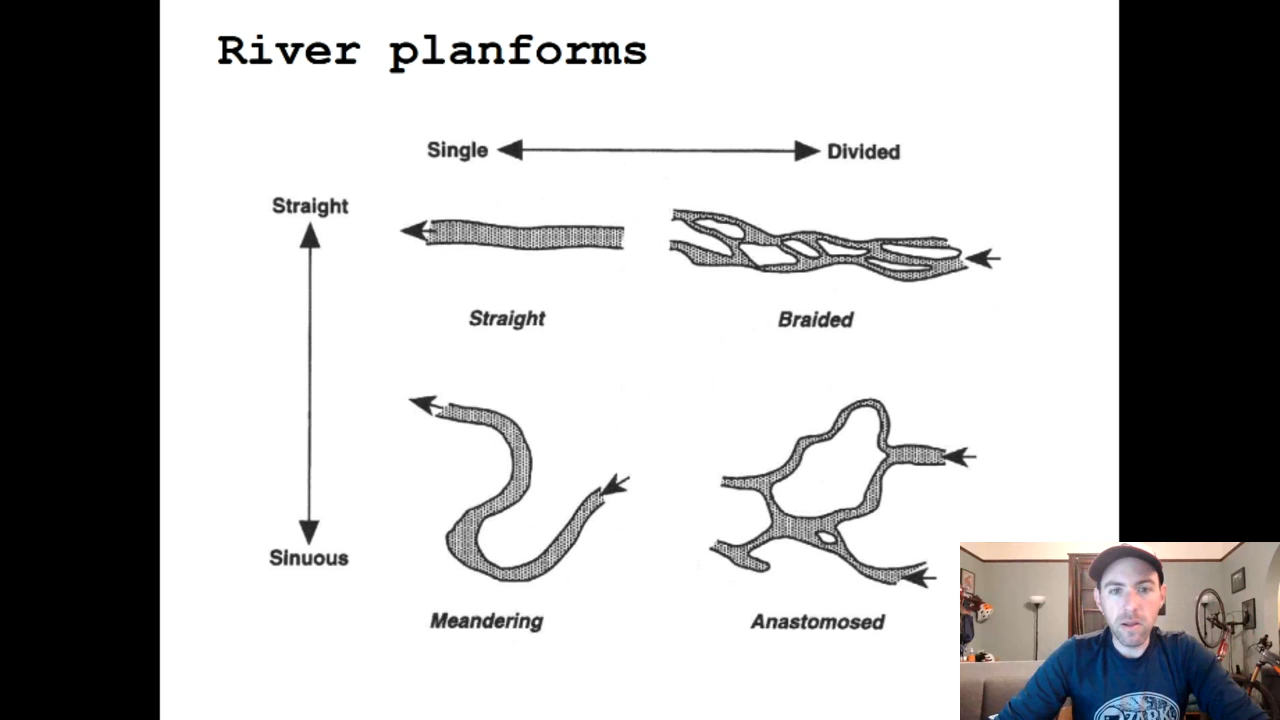 River planforms
Single Divided
Straight
Straight Braided
Sinuous
Meandering Anastomosed